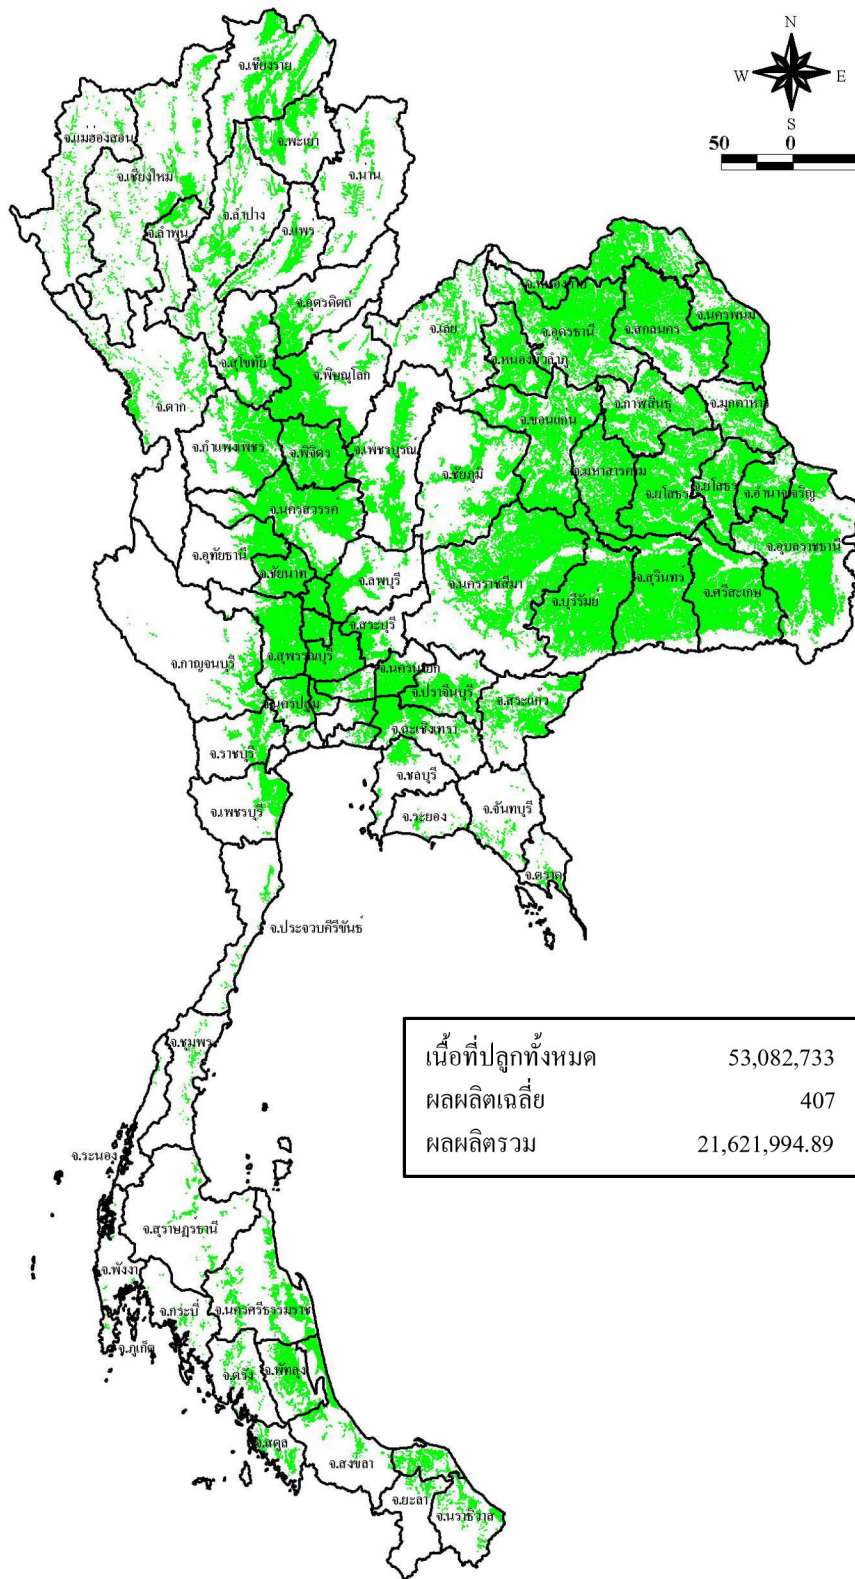 N
W E
S
50 0
จ.เชียงราย
จ.แม่ฮ่องสอน
จ.พะเยา
จ.เชียงใหม่
จ.น่าน
จ.ลำปาง
จ.ลำพูน
จ.แพร่
จ.อุตรดิตถ์
จ.หนองคาย
จ.นครพนม
จ.เลย
จ.อุดรธานี
จ.สกลนคร
จ.สุโขทัย
จ.หนองบัวลำภู
จ.พิษณุโลก
จ.ตาก
จ.ขอนแก่น
จ.กาฬสินธุ์
จ.มุกดาหาร
จ.กำแพงเพชร
จ.พิจิตร
จ.เพชรบูรณ์
จ.ชัยภูมิ
จ.มหาสารคาม
จ.ยโสธร
จ.ยโสธร
จ.อำนาจเจริญ
จ.นครสวรรค์
จ.อุทัยธานี
จ.อุบลราชธานี
จ.ชัยนาท
จ.ลพบุรี
จ.นครราชสีมา
จ.สุรินทร์
จ.ศรีสะเกษ
จ.บุรีรัมย
จ.สระบุรี
จ.กาญจนบุรี
จ.สุพรรณบุรี
จ.นครนายก
จ.ปราจีนบุรี
จ.สระแก้ว
จ.นครปฐม
จ.ฉะเชิงเทรา
จ.ราชบุรี
จ.ชลบุรี
จ.เพชรบุรี
จ.ระยอง
จ.จันทบุรี
จ.ตราด
จ.ประจวบคีรีขันธ์
จ.ชุมพร
เนื้อที่ปลูกทั้งหมด 53,082,733
ผลผลิตเฉลี่ย 407
ผลผลิตรวม 21,621,994.89
จ.ระนอง
จ.สุราษฎร์ธานี
จ.พังงา
จ.กระบี่
จ.นครศรีธรรมราช
จ.ภูเก็ต
จ.ตรัง
จ.พัทลุง
จ.สตูล
จ.สงขลา
จ.ยะลา
จ.นราธิวาส